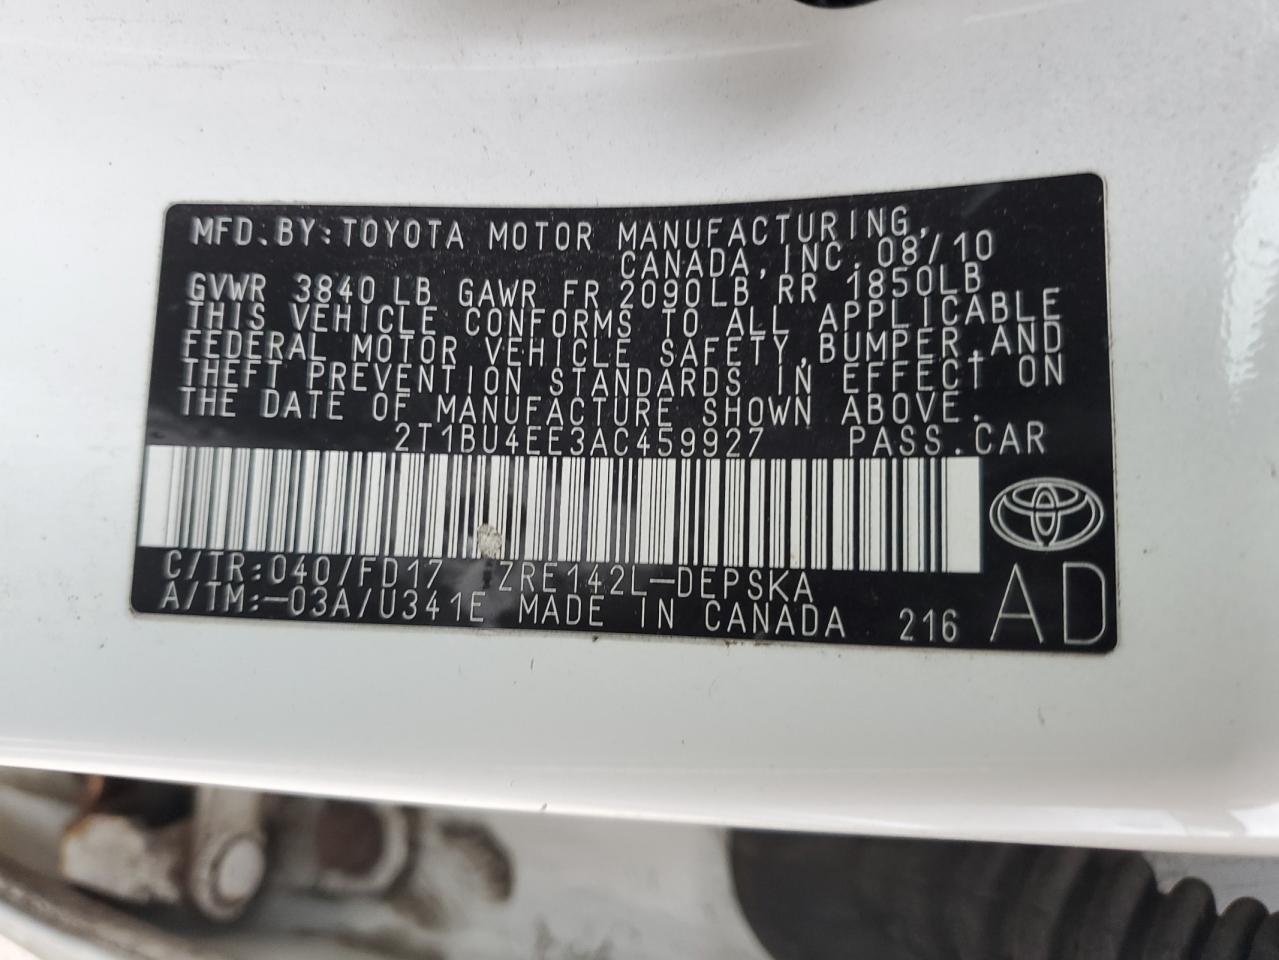 MFD.BY:TOYOTA MOTOR MANUFACTURING,
CANADA,INC.08/10
GVWR 3840LB GAWR FR 2090LB RR 1850LB
THIS VEHICLE CONFORMS TO ALL APPLICABLE
FEDERAL MOTOR VEHICLE SAFETY,BUMPER,AND
THEFT PREVENTION STANDARDS IN EFFECT ON
THE DATE OF MANUFACTURE SHOWN ABOVE.
2T1BU4EE3AC459927 PASS.CAR
C/TR:040/FD17 ZRE142L-DEPSKA
A/TM:-03A/U341E MADE IN CANADA 216 AD